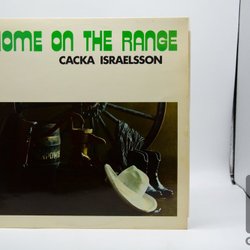 HOME ON THE RANGE
CACKA ISRAELSSON